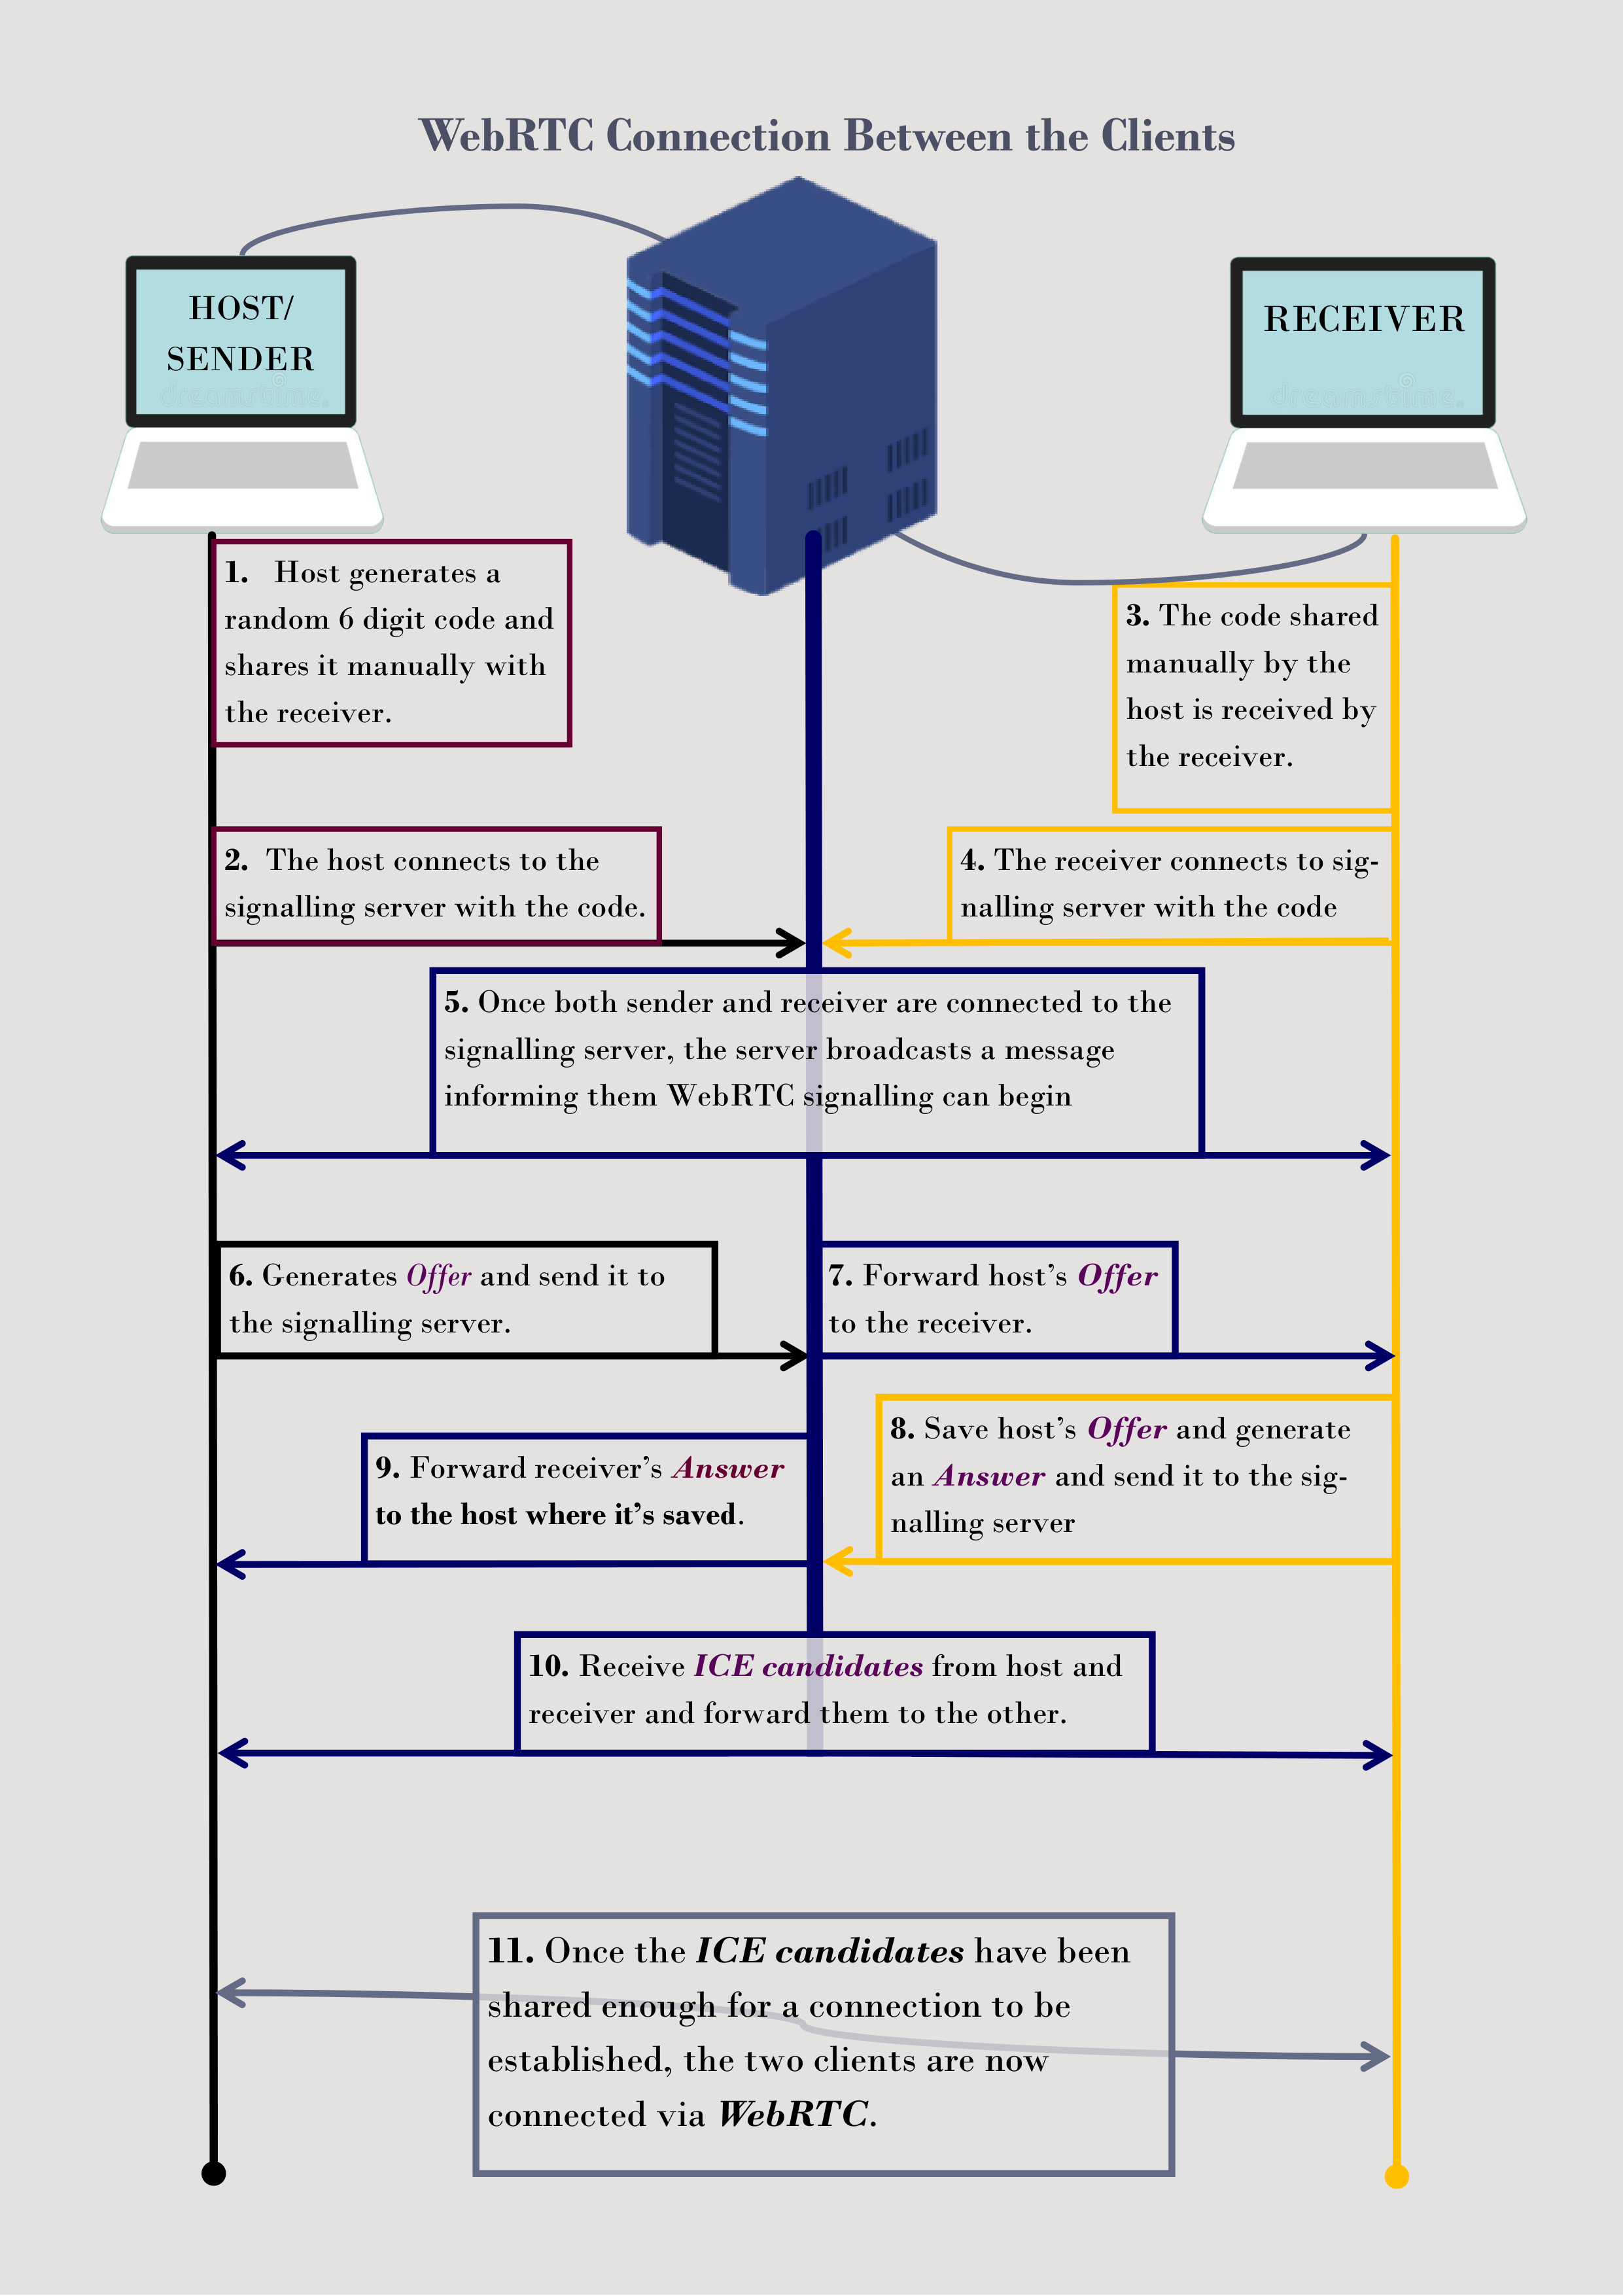 WebRTC Connection Between the Clients
HOST/
SENDER
dreamstime.
RECEIVER
dreamstime.
1. Host generates a
random 6 digit code and
shares it manually with
the receiver.
3. The code shared
manually by the
host is received by
the receiver.
2. The host connects to the
signalling server with the code.
4. The receiver connects to sig-
nalling server with the code
5. Once both sender and receiver are connected to the
signalling server, the server broadcasts a message
informing them WebRTC signalling can begin
6. Generates Offer and send it to
the signalling server.
7. Forward host's Offer
to the receiver.
8. Save host's Offer and generate
an Answer and send it to the sig-
nalling server
9. Forward receiver's Answer
to the host where it's saved.
10. Receive ICE candidates from host and
receiver and forward them to the other.
11. Once the ICE candidates have been
shared enough for a connection to be
established, the two clients are now
connected via WebRTC.